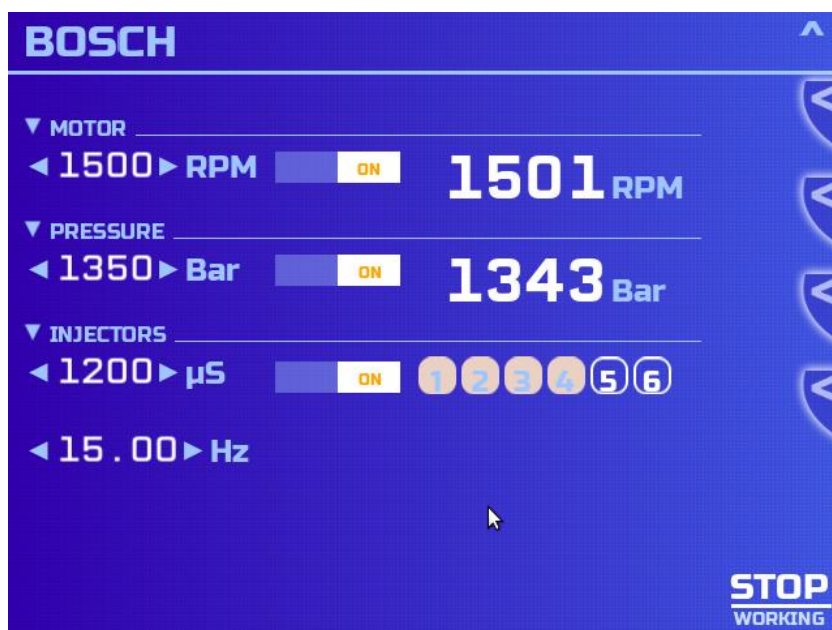 BOSCH
MOTOR
1500 RPM ON 1501 RPM
PRESSURE
1350 Bar ON 1343 Bar
INJECTORS
1200 µS ON 1 2 3 4 5 6
15.00 Hz
STOP
WORKING